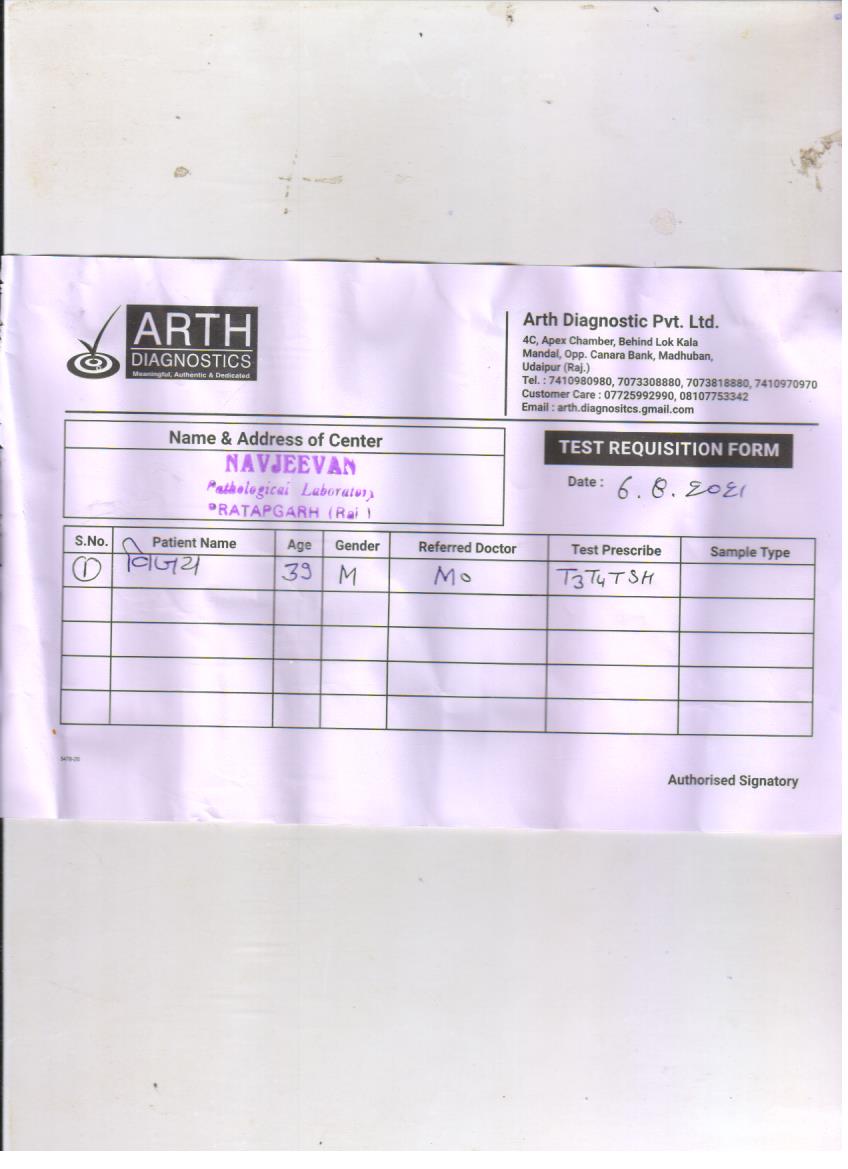 ARTH
DIAGNOSTICS
Meaningful, Authentic & Dedicated
Arth Diagnostic Pvt. Ltd.
4C, Apex Chamber, Behind Lok Kala
Mandal, Opp. Canara Bank, Madhuban,
Udaipur (Raj.)
Tel. : 7410980980, 7073308880, 7073818880, 7410970970
Customer Care : 07725992990, 08107753342
Email : arth.diagnositcs.gmail.com
Name & Address of Center
NAVJEEVAN
Pathological Laboratory
PRATAPGARH (Raj)
TEST REQUISITION FORM
Date : 6.8.2021
S.No. Patient Name Age Gender Referred Doctor Test Prescribe Sample Type
1 विजय 39 M Mo T3T4TSH
Authorised Signatory